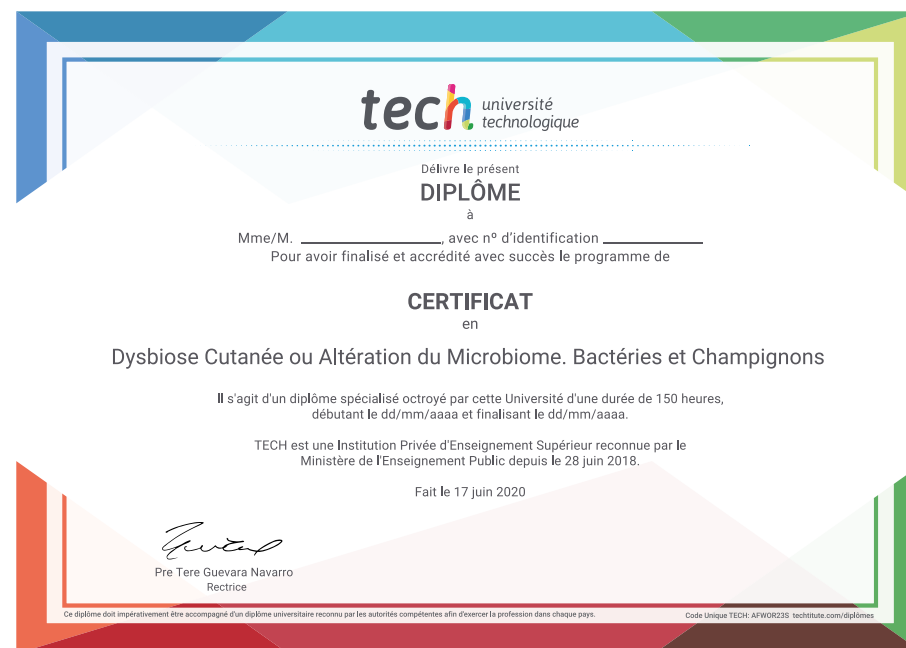 tech université
technologique
Délivre le présent
DIPLÔME
à
Mme/M. ____________________, avec nº d'identification ______________
Pour avoir finalisé et accrédité avec succès le programme de
CERTIFICAT
en
Dysbiose Cutanée ou Altération du Microbiome. Bactéries et Champignons
Il s'agit d'un diplôme spécialisé octroyé par cette Université d'une durée de 150 heures,
débutant le dd/mm/aaaa et finalisant le dd/mm/aaaa.
TECH est une Institution Privée d'Enseignement Supérieur reconnue par le
Ministère de l'Enseignement Public depuis le 28 juin 2018.
Fait le 17 juin 2020
Pre Tere Guevara Navarro
Rectrice
Ce diplôme doit impérativement être accompagné d'un diplôme universitaire reconnu par les autorités compétentes afin d'exercer la profession dans chaque pays.
Code Unique TECH: AFWOR23S techtitute.com/diplômes